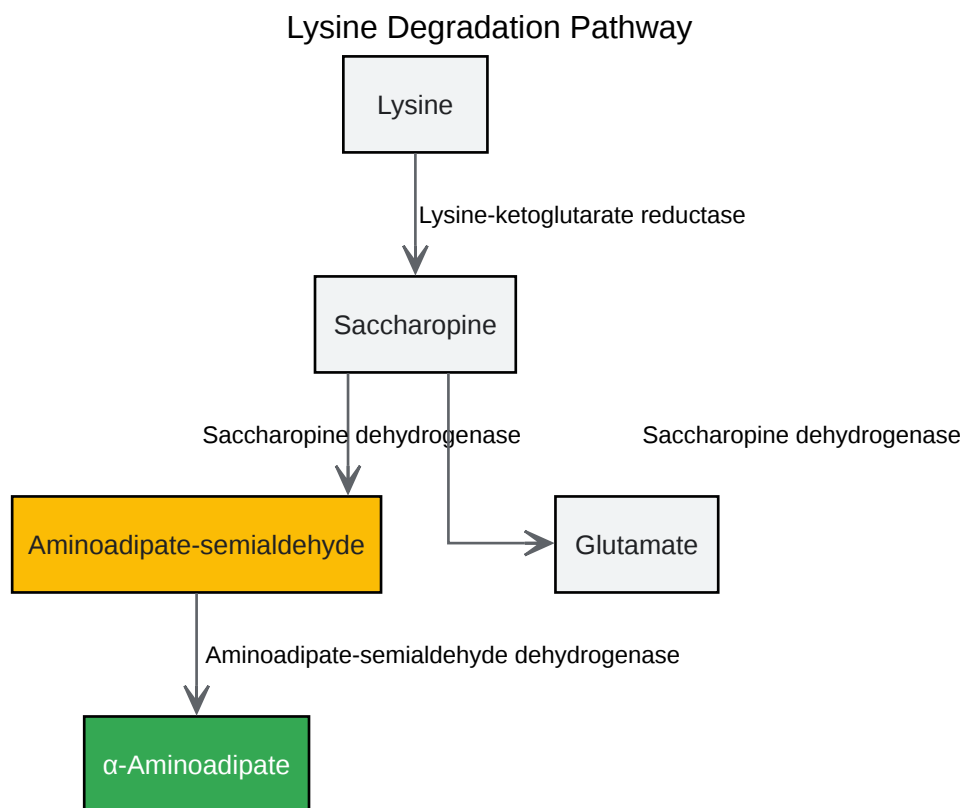 Lysine Degradation Pathway
Lysine
Lysine-ketoglutarate reductase
Saccharopine
Saccharopine dehydrogenase
Saccharopine dehydrogenase
Aminoadipate-semialdehyde
Glutamate
Aminoadipate-semialdehyde dehydrogenase
α-Aminoadipate